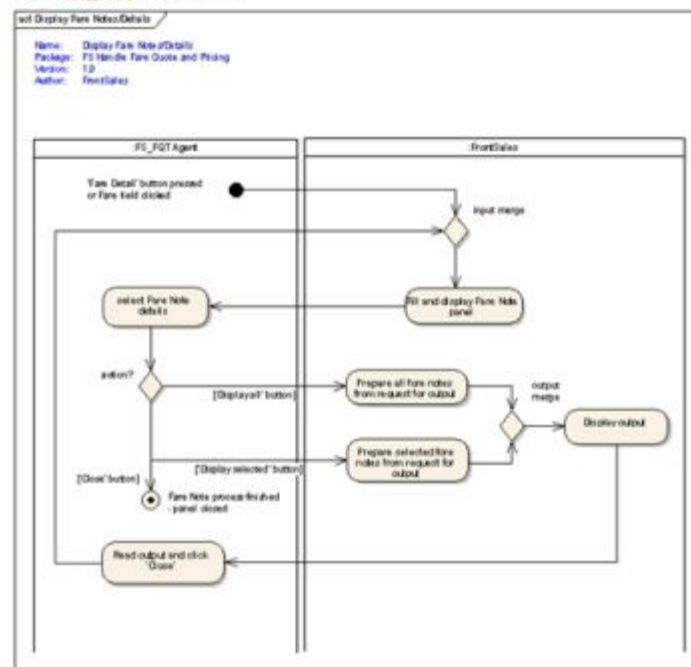 act Display Fare Notes/Details
Name: Display Fare Notes/Details
Package: FS Handle Fare Quote and Pricing
Version: 1.0
Author: FrontSales
:FS_FQT Agent
:FrontSales
'Fare Detail' button pressed
or Fare field clicked
input merge
select Fare Note
details
Fill and display Fare Note
panel
action?
['Display all' button]
Prepare all fare notes
from request for output
output
merge
Display output
['Display selected' button]
Prepare selected fare
notes from request for
output
['Close' button]
Fare Note process finished
- panel closed
Read output and click
'Close'